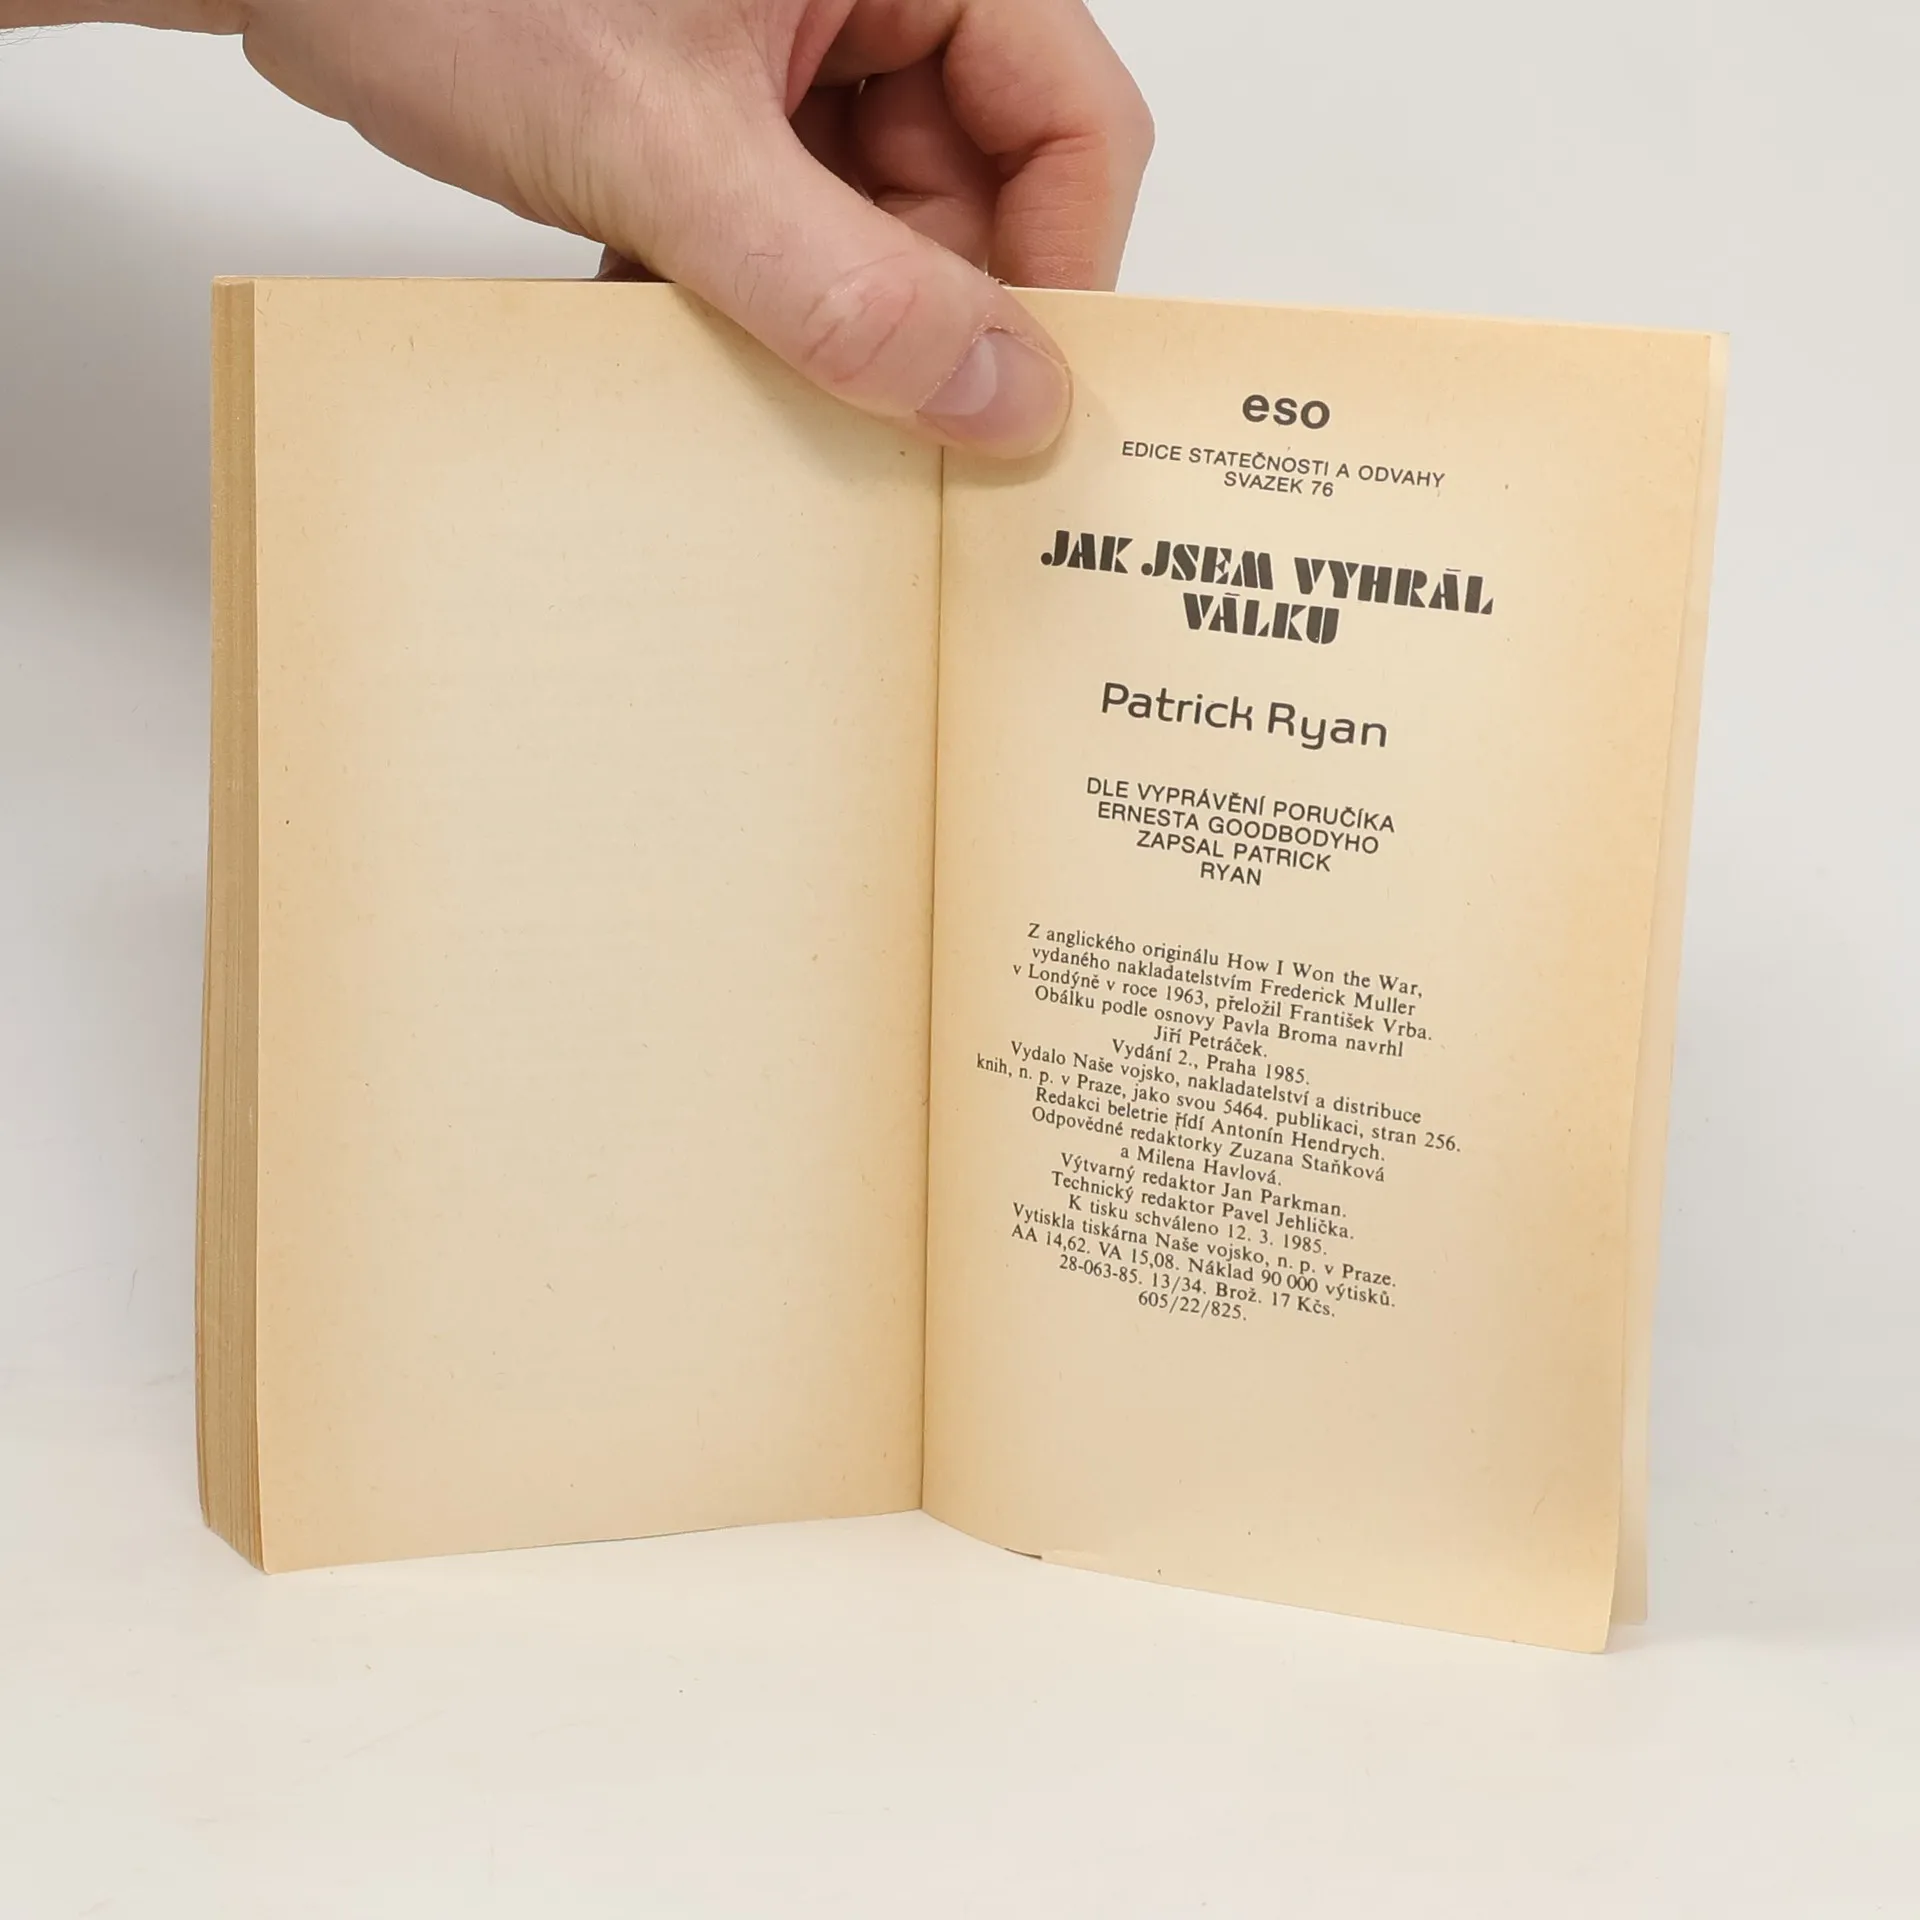 eso
EDICE STATEČNOSTI A ODVAHY
SVAZEK 76
JAK JSEM VYHRÁL
VÁLKU
Patrick Ryan
DLE VYPRÁVĚNÍ PORUČÍKA
ERNESTA GOODBODYHO
ZAPSAL PATRICK
RYAN
Z anglického originálu How I Won the War,
vydaného nakladatelstvím Frederick Muller
v Londýně v roce 1963, přeložil František Vrba.
Obálku podle osnovy Pavla Broma navrhl
Jiří Petráček.
Vydání 2., Praha 1985.
Vydalo Naše vojsko, nakladatelství a distribuce
knih, n. p. v Praze, jako svou 5464. publikaci, stran 256.
Redakci beletrie řídí Antonín Hendrych.
Odpovědné redaktorky Zuzana Staňková
a Milena Havlová.
Výtvarný redaktor Jan Parkman.
Technický redaktor Pavel Jehlička.
K tisku schváleno 12. 3. 1985.
Vytiskla tiskárna Naše vojsko, n. p. v Praze.
AA 14,62. VA 15,08. Náklad 90 000 výtisků.
28-063-85. 13/34. Brož. 17 Kčs.
605/22/825.